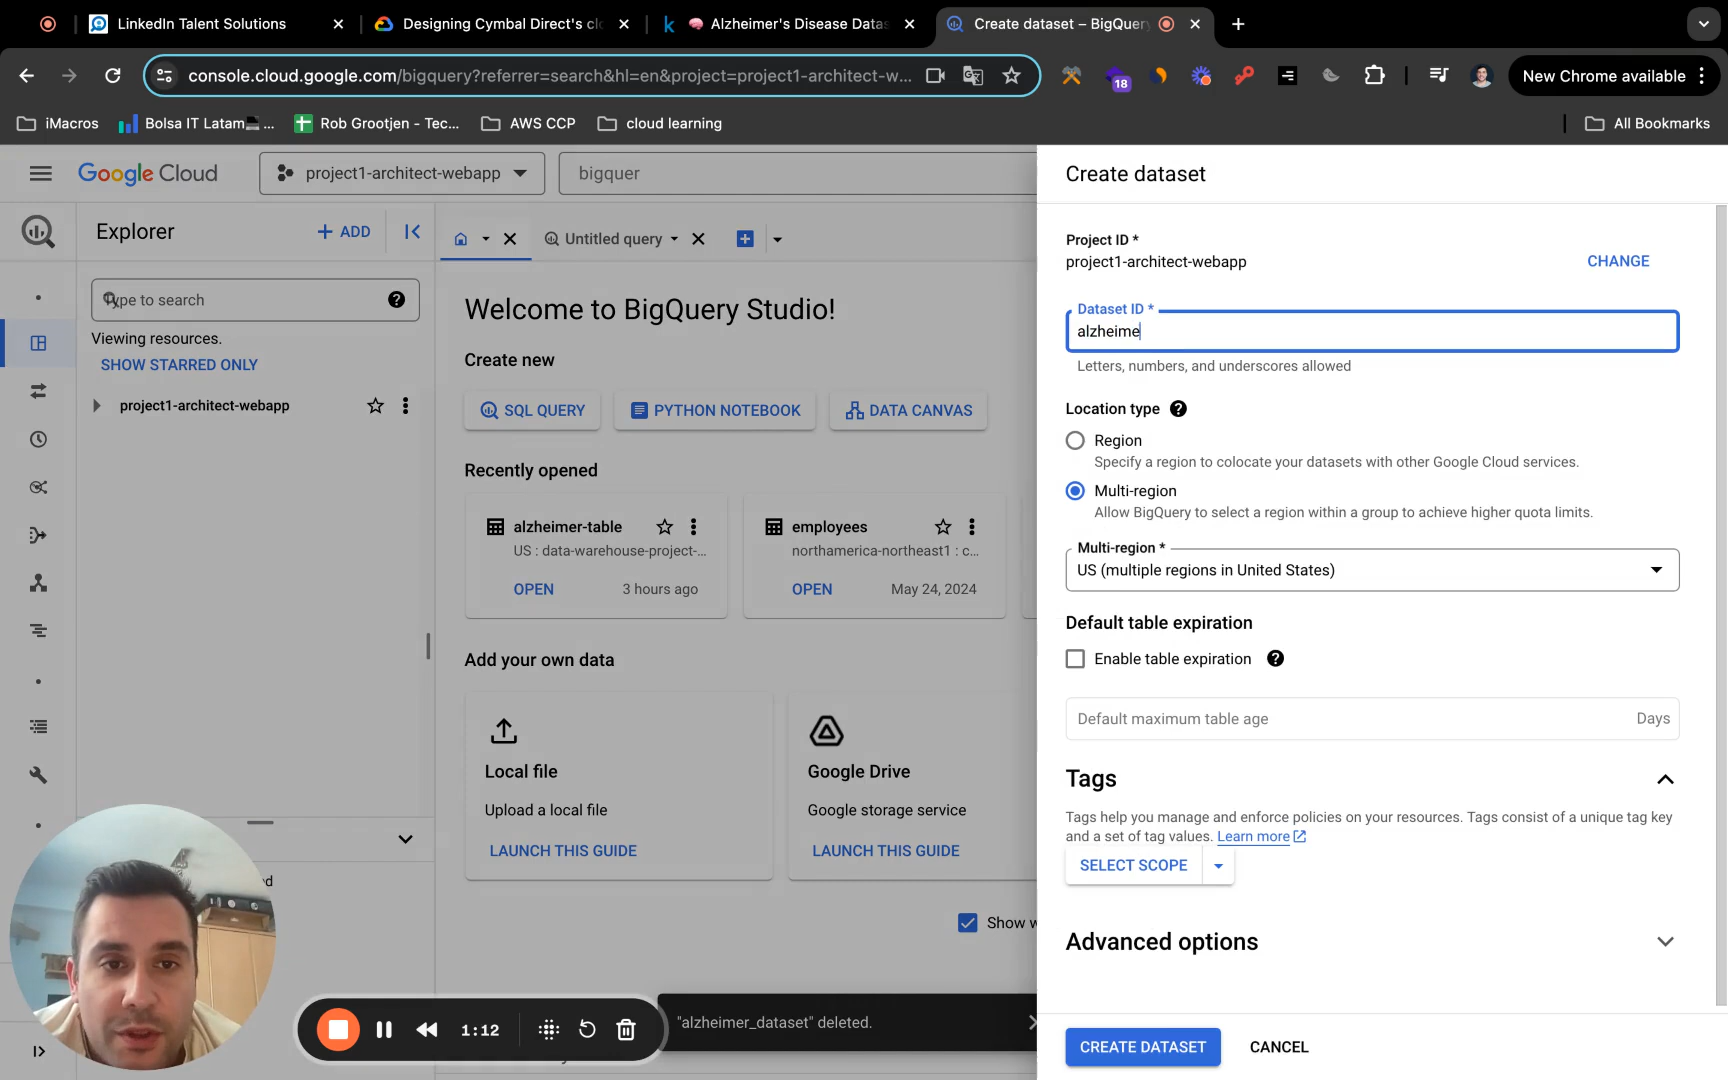 LinkedIn Talent Solutions
Designing Cymbal Direct's clo
Alzheimer's Disease Datas
Create dataset – BigQuery
console.cloud.google.com/bigquery?referrer=search&hl=en&project=project1-architect-w...
18
New Chrome available
iMacros
Bolsa IT Latam ...
Rob Grootjen - Tec...
AWS CCP
cloud learning
All Bookmarks
Google Cloud
project1-architect-webapp
bigquer
Explorer
+ ADD
Untitled query
Type to search
Viewing resources.
SHOW STARRED ONLY
project1-architect-webapp
Welcome to BigQuery Studio!
Create new
SQL QUERY
PYTHON NOTEBOOK
DATA CANVAS
Recently opened
alzheimer-table
US : data-warehouse-project-...
OPEN
3 hours ago
employees
northamerica-northeast1 : c...
OPEN
May 24, 2024
Add your own data
Local file
Upload a local file
LAUNCH THIS GUIDE
Google Drive
Google storage service
LAUNCH THIS GUIDE
Show w
1:12
"alzheimer_dataset" deleted.
Create dataset
Project ID *
project1-architect-webapp
CHANGE
Dataset ID *
alzheime
Letters, numbers, and underscores allowed
Location type
Region
Specify a region to colocate your datasets with other Google Cloud services.
Multi-region
Allow BigQuery to select a region within a group to achieve higher quota limits.
Multi-region *
US (multiple regions in United States)
Default table expiration
Enable table expiration
Default maximum table age
Days
Tags
Tags help you manage and enforce policies on your resources. Tags consist of a unique tag key
and a set of tag values. Learn more
SELECT SCOPE
Advanced options
CREATE DATASET
CANCEL